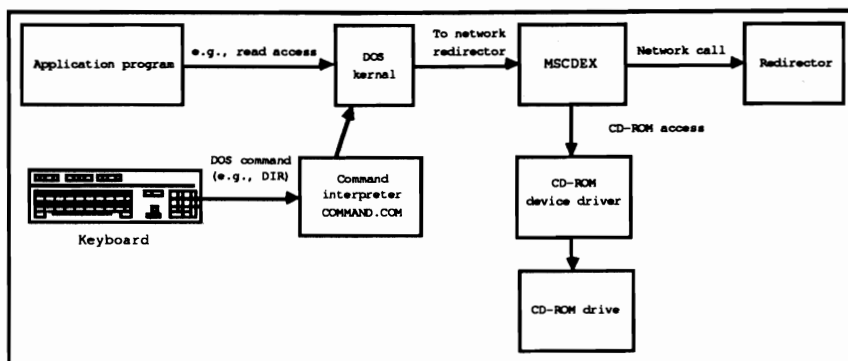 Application program
e.g., read access
DOS
kernal
To network
redirector
MSCDEX
Network call
Redirector
CD-ROM access
DOS command
(e.g., DIR)
Keyboard
Command
interpreter
COMMAND.COM
CD-ROM
device driver
CD-ROM drive